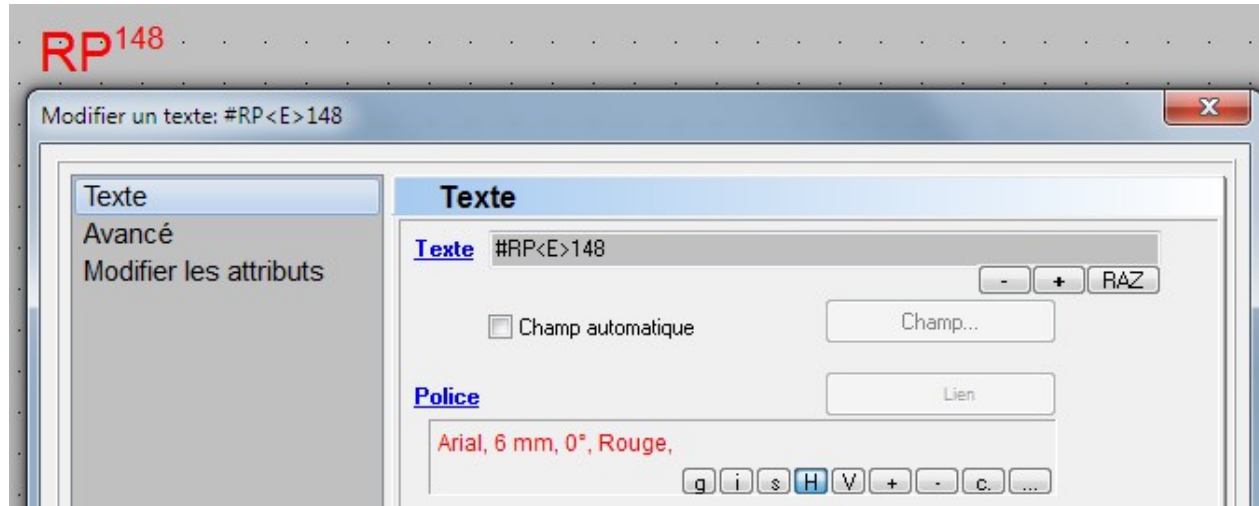 RP148
Modifier un texte: #RP<E>148
x
Texte
Avancé
Modifier les attributs
Texte
Texte #RP<E>148
- + RAZ
Champ automatique Champ...
Police Lien
Arial, 6 mm, 0°, Rouge,
g i s H V + - c. ...